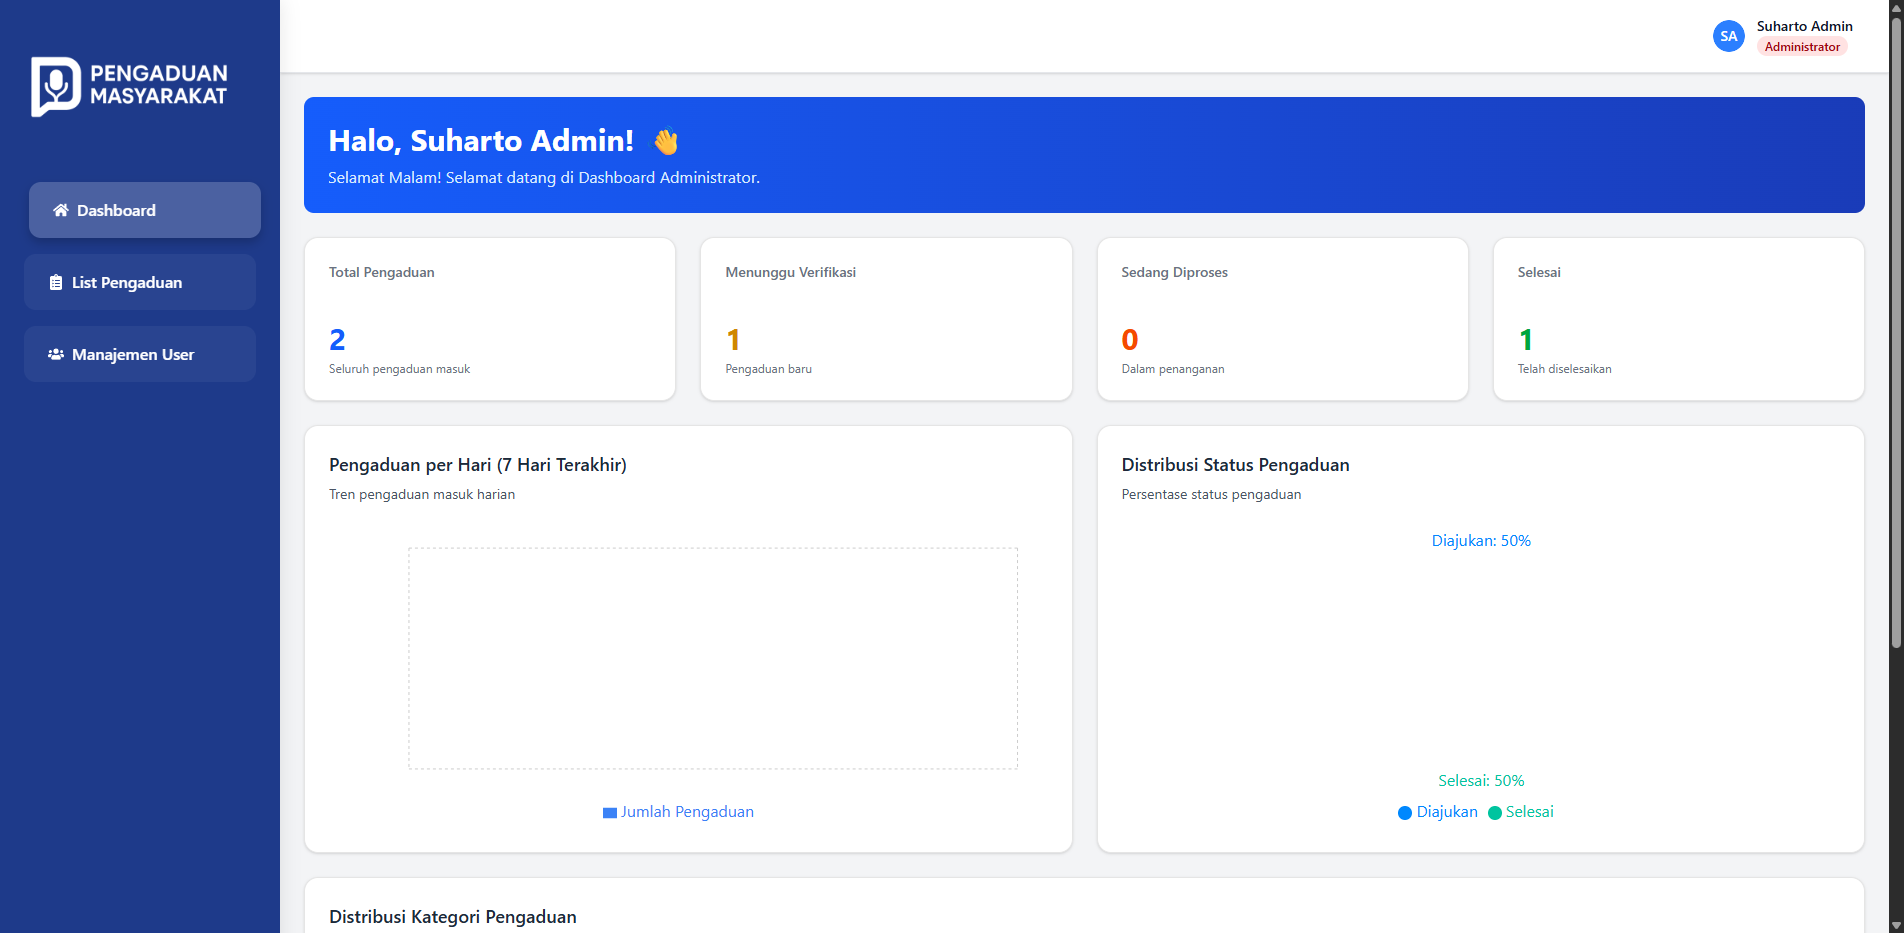 PENGADUAN
MASYARAKAT
Dashboard
List Pengaduan
Manajemen User
SA
Suharto Admin
Administrator
Halo, Suharto Admin! 👋
Selamat Malam! Selamat datang di Dashboard Administrator.
Total Pengaduan
2
Seluruh pengaduan masuk
Menunggu Verifikasi
1
Pengaduan baru
Sedang Diproses
0
Dalam penanganan
Selesai
1
Telah diselesaikan
Pengaduan per Hari (7 Hari Terakhir)
Tren pengaduan masuk harian
Jumlah Pengaduan
Distribusi Status Pengaduan
Persentase status pengaduan
Diajukan: 50%
Selesai: 50%
Diajukan Selesai
Distribusi Kategori Pengaduan